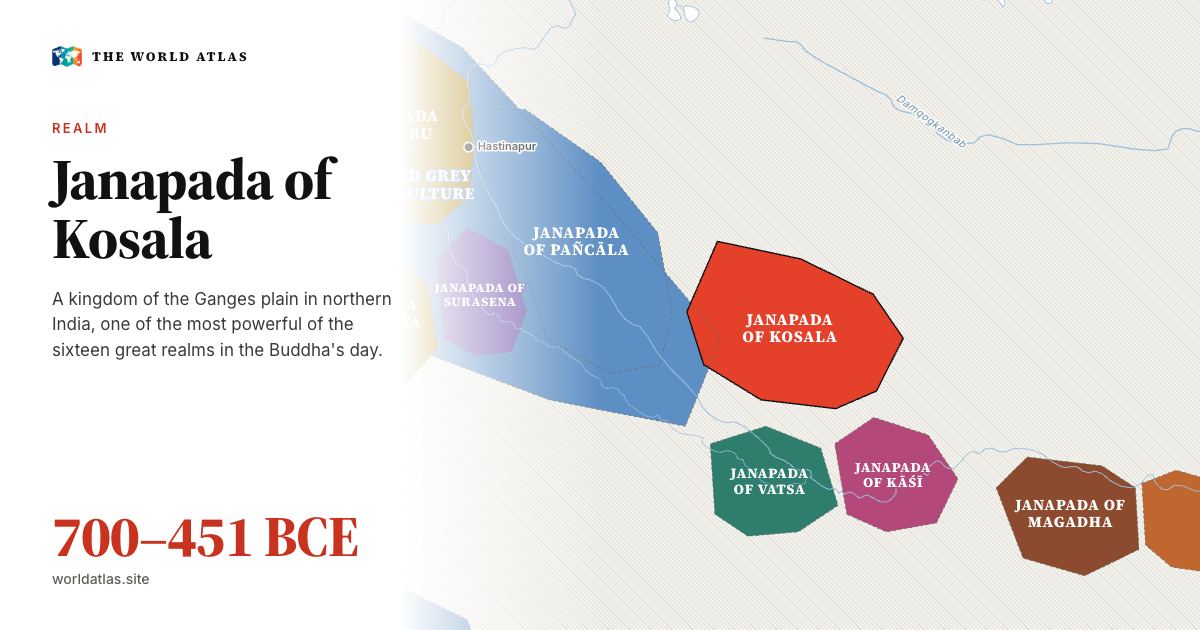 THE WORLD ATLAS
REALM
Janapada of
Kosala
A kingdom of the Ganges plain in northern
India, one of the most powerful of the
sixteen great realms in the Buddha's day.
700–451 BCE
worldatlas.site
Hastinapur
Damqogkanbab
GREY
JANAPADA
OF PAÑCĀLA
JANAPADA OF
SURASENA
JANAPADA
OF KOSALA
JANAPADA
OF VATSA
JANAPADA
OF KĀŚĪ
JANAPADA OF
MAGADHA